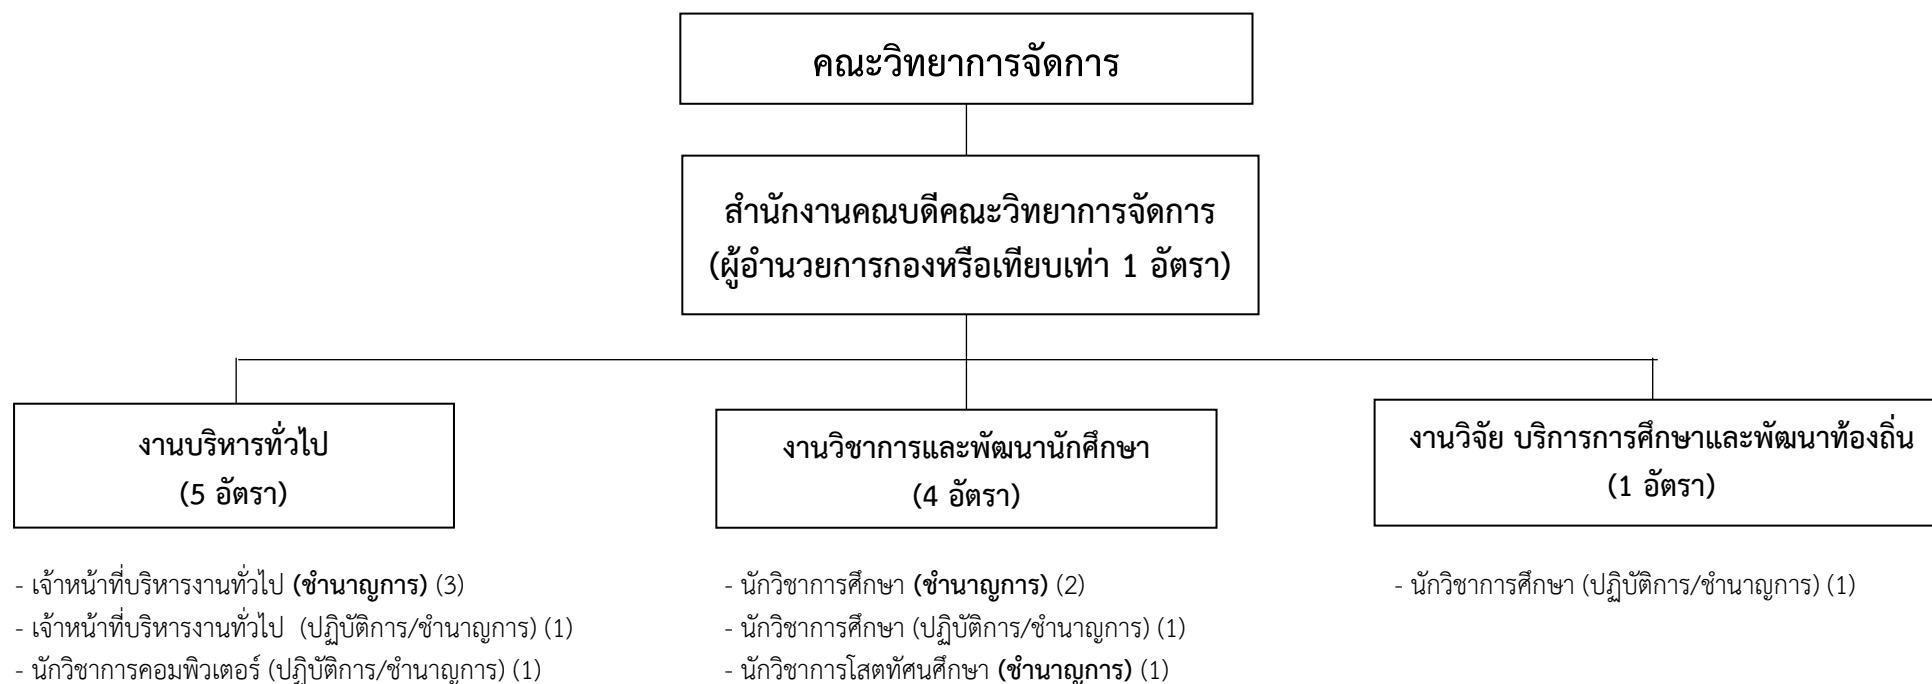 คณะวิทยาการจัดการ
สำนักงานคณบดีคณะวิทยาการจัดการ
(ผู้อำนวยการกองหรือเทียบเท่า 1 อัตรา)
งานบริหารทั่วไป
(5 อัตรา)
- เจ้าหน้าที่บริหารงานทั่วไป (ชำนาญการ) (3)
- เจ้าหน้าที่บริหารงานทั่วไป (ปฏิบัติการ/ชำนาญการ) (1)
- นักวิชาการคอมพิวเตอร์ (ปฏิบัติการ/ชำนาญการ) (1)
งานวิชาการและพัฒนานักศึกษา
(4 อัตรา)
- นักวิชาการศึกษา (ชำนาญการ) (2)
- นักวิชาการศึกษา (ปฏิบัติการ/ชำนาญการ) (1)
- นักวิชาการโสตทัศนศึกษา (ชำนาญการ) (1)
งานวิจัย บริการการศึกษาและพัฒนาท้องถิ่น
(1 อัตรา)
- นักวิชาการศึกษา (ปฏิบัติการ/ชำนาญการ) (1)